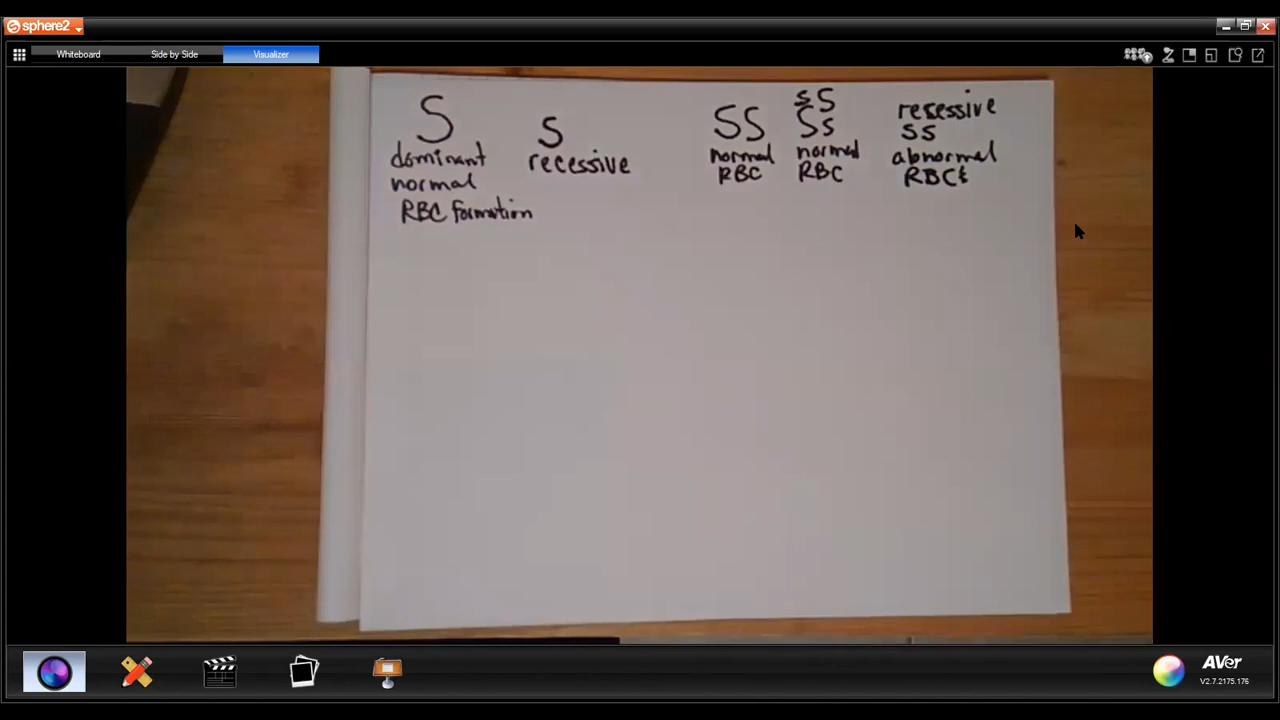 sphere2
Whiteboard
Side by Side
Visualizer
S
dominant
normal
RBC formation
s
recessive
SS
normal
RBC
sS
Ss
normal
RBC
resessive
ss
abnormal
RBCs
AVer
V2.7.2175.176